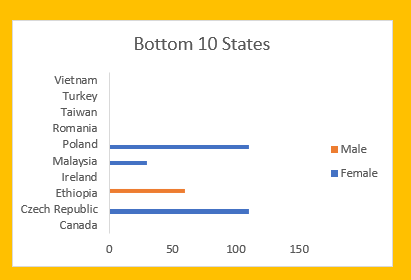 Bottom 10 States
Vietnam
Turkey
Taiwan
Romania
Poland
Malaysia
Ireland
Ethiopia
Czech Republic
Canada
Male
Female
0 50 100 150